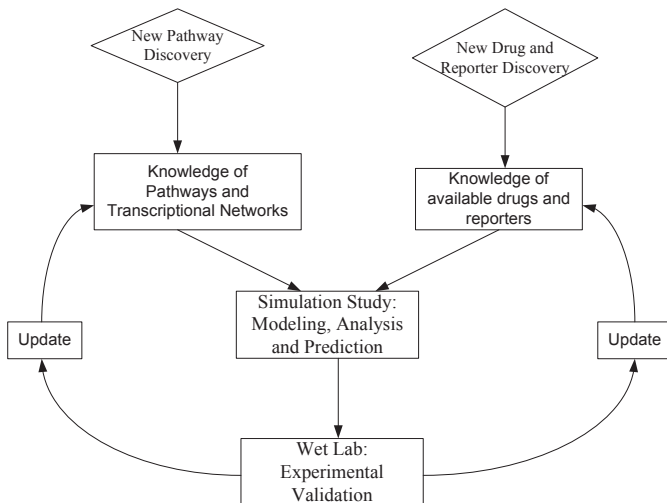 New Pathway
Discovery
New Drug and
Reporter Discovery
Knowledge of
Pathways and
Transcriptional Networks
Knowledge of
available drugs and
reporters
Simulation Study:
Modeling, Analysis
and Prediction
Update
Update
Wet Lab:
Experimental
Validation